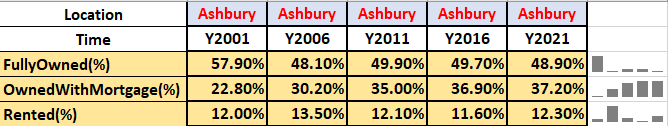 Location Ashbury Ashbury Ashbury Ashbury Ashbury
Time Y2001 Y2006 Y2011 Y2016 Y2021
FullyOwned(%) 57.90% 48.10% 49.90% 49.70% 48.90%
OwnedWithMortgage(%) 22.80% 30.20% 35.00% 36.90% 37.20%
Rented(%) 12.00% 13.50% 12.10% 11.60% 12.30%